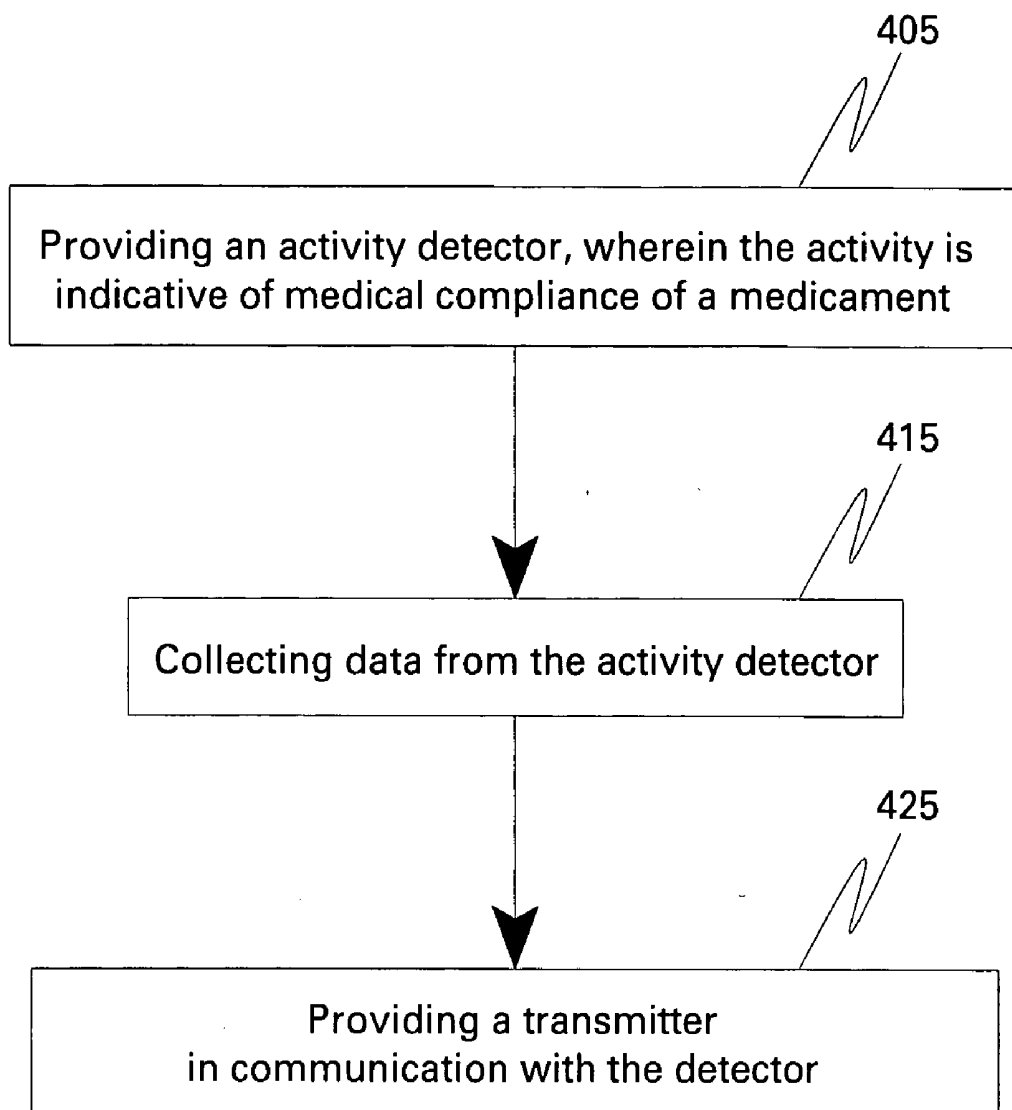 405
Providing an activity detector, wherein the activity is
indicative of medical compliance of a medicament
415
Collecting data from the activity detector
425
Providing a transmitter
in communication with the detector